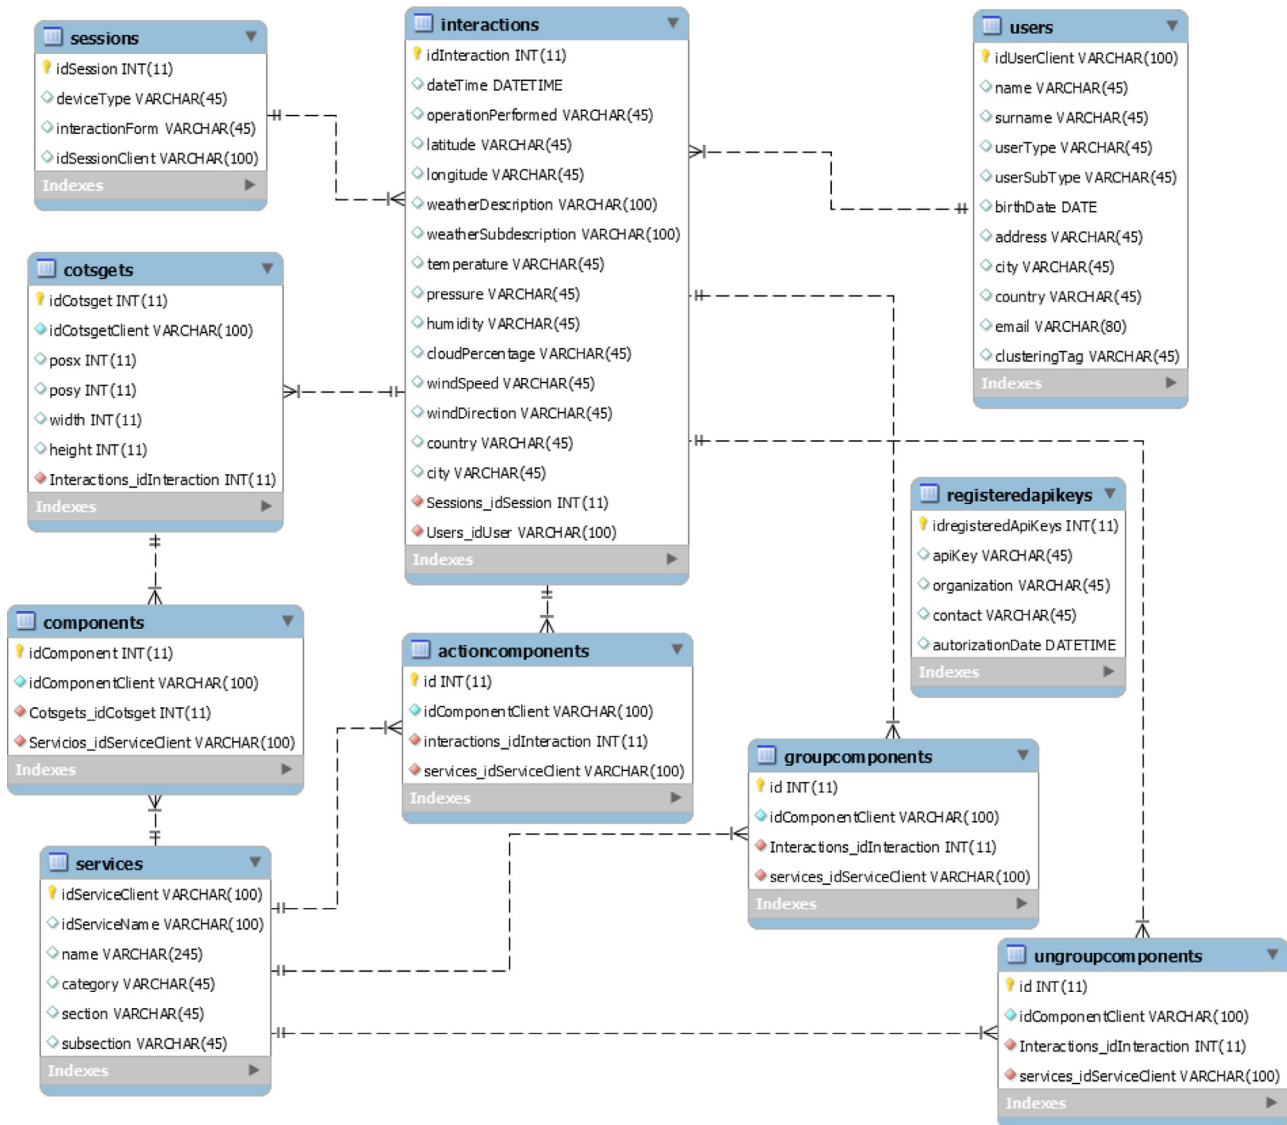 sessions
idSession INT(11)
deviceType VARCHAR(45)
interactionForm VARCHAR(45)
idSessionClient VARCHAR(100)
Indexes
interactions
idInteraction INT(11)
dateTime DATETIME
operationPerformed VARCHAR(45)
latitude VARCHAR(45)
longitude VARCHAR(45)
weatherDescription VARCHAR(100)
weatherSubdescription VARCHAR(100)
temperature VARCHAR(45)
pressure VARCHAR(45)
humidity VARCHAR(45)
cloudPercentage VARCHAR(45)
windSpeed VARCHAR(45)
windDirection VARCHAR(45)
country VARCHAR(45)
city VARCHAR(45)
Sessions_idSession INT(11)
Users_idUser VARCHAR(100)
Indexes
users
idUserClient VARCHAR(100)
name VARCHAR(45)
surname VARCHAR(45)
userType VARCHAR(45)
userSubType VARCHAR(45)
birthDate DATE
address VARCHAR(45)
city VARCHAR(45)
country VARCHAR(45)
email VARCHAR(80)
clusteringTag VARCHAR(45)
Indexes
cotsgets
idCotsget INT(11)
idCotsgetClient VARCHAR(100)
posx INT(11)
posy INT(11)
width INT(11)
height INT(11)
Interactions_idInteraction INT(11)
Indexes
registeredapikeys
idregisteredApiKeys INT(11)
apiKey VARCHAR(45)
organization VARCHAR(45)
contact VARCHAR(45)
autorizationDate DATETIME
Indexes
components
idComponent INT(11)
idComponentClient VARCHAR(100)
Cotsgets_idCotsget INT(11)
Servicios_idServiceClient VARCHAR(100)
Indexes
actioncomponents
id INT(11)
idComponentClient VARCHAR(100)
interactions_idInteraction INT(11)
services_idServiceClient VARCHAR(100)
Indexes
groupcomponents
id INT(11)
idComponentClient VARCHAR(100)
Interactions_idInteraction INT(11)
services_idServiceClient VARCHAR(100)
Indexes
services
idServiceClient VARCHAR(100)
idServiceName VARCHAR(100)
name VARCHAR(245)
category VARCHAR(45)
section VARCHAR(45)
subsection VARCHAR(45)
Indexes
ungroupcomponents
id INT(11)
idComponentClient VARCHAR(100)
Interactions_idInteraction INT(11)
services_idServiceClient VARCHAR(100)
Indexes